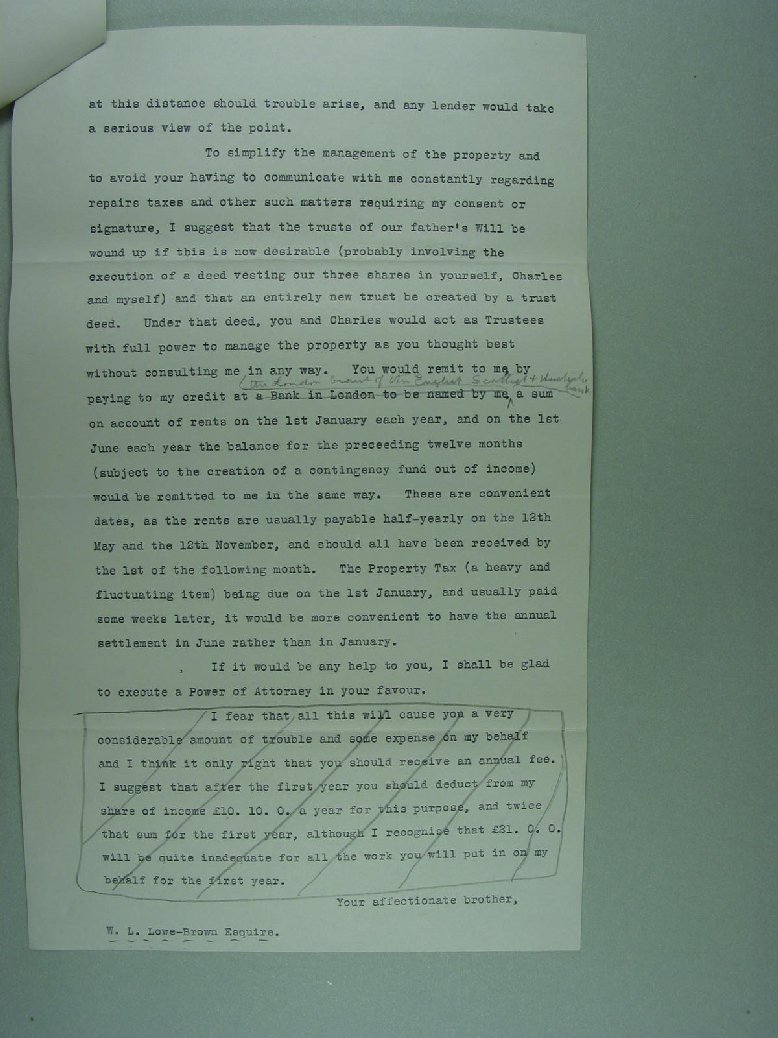 at this distance should trouble arise, and any lender would take
a serious view of the point.
To simplify the management of the property and
to avoid your having to communicate with me constantly regarding
repairs taxes and other such matters requiring my consent or
signature, I suggest that the trusts of our father's Will be
wound up if this is now desirable (probably involving the
execution of a deed vesting our three shares in yourself, Charles
and myself) and that an entirely new trust be created by a trust
deed. Under that deed, you and Charles would act as Trustees
with full power to manage the property as you thought best
without consulting me in any way. You would remit to me by
(the London branch of the English Scottish &
Bank
paying to my credit at a Bank in London to be named by me, a sum
on account of rents on the 1st January each year, and on the 1st
June each year the balance for the preceeding twelve months
(subject to the creation of a contingency fund out of income)
would be remitted to me in the same way. These are convenient
dates, as the rents are usually payable half-yearly on the 12th
May and the 12th November, and should all have been received by
the 1st of the following month. The Property Tax (a heavy and
fluctuating item) being due on the 1st January, and usually paid
some weeks later, it would be more convenient to have the annual
settlement in June rather than in January.
If it would be any help to you, I shall be glad
to execute a Power of Attorney in your favour.
I fear that all this will cause you a very
considerable amount of trouble and some expense on my behalf
and I think it only right that you should receive an annual fee.
I suggest that after the first year you should deduct from my
share of income £10. 10. 0. a year for this purpose, and twice
that sum for the first year, although I recognise that £21. 0. 0.
will be quite inadequate for all the work you will put in on my
behalf for the first year.
Your affectionate brother,
W. L. Lowe-Brown Esquire.